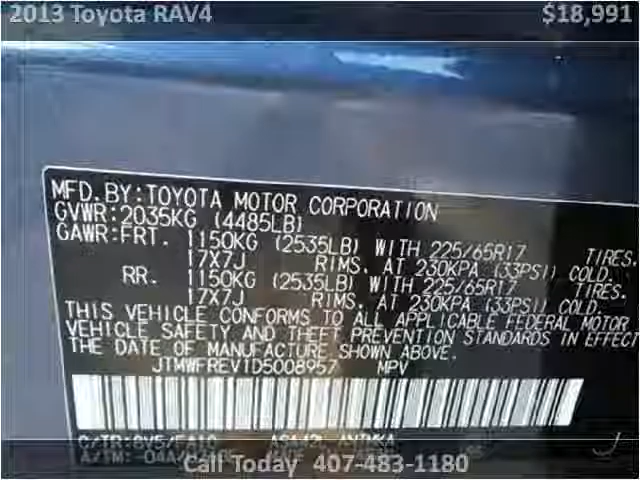 2013 Toyota RAV4 $18,991
MFD.BY:TOYOTA MOTOR CORPORATION
GVWR:2035KG (4485LB)
GAWR:FRT. 1150KG (2535LB) WITH 225/65R17 TIRES.
17X7J RIMS. AT 230KPA (33PSI) COLD.
RR. 1150KG (2535LB) WITH 225/65R17 TIRES.
17X7J RIMS. AT 230KPA (33PSI) COLD.
THIS VEHICLE CONFORMS TO ALL APPLICABLE FEDERAL MOTOR
VEHICLE SAFETY AND THEFT PREVENTION STANDARDS IN EFFECT
THE DATE OF MANUFACTURE SHOWN ABOVE.
JTMWFREV1D5008957 MPV
Call Today 407-483-1180